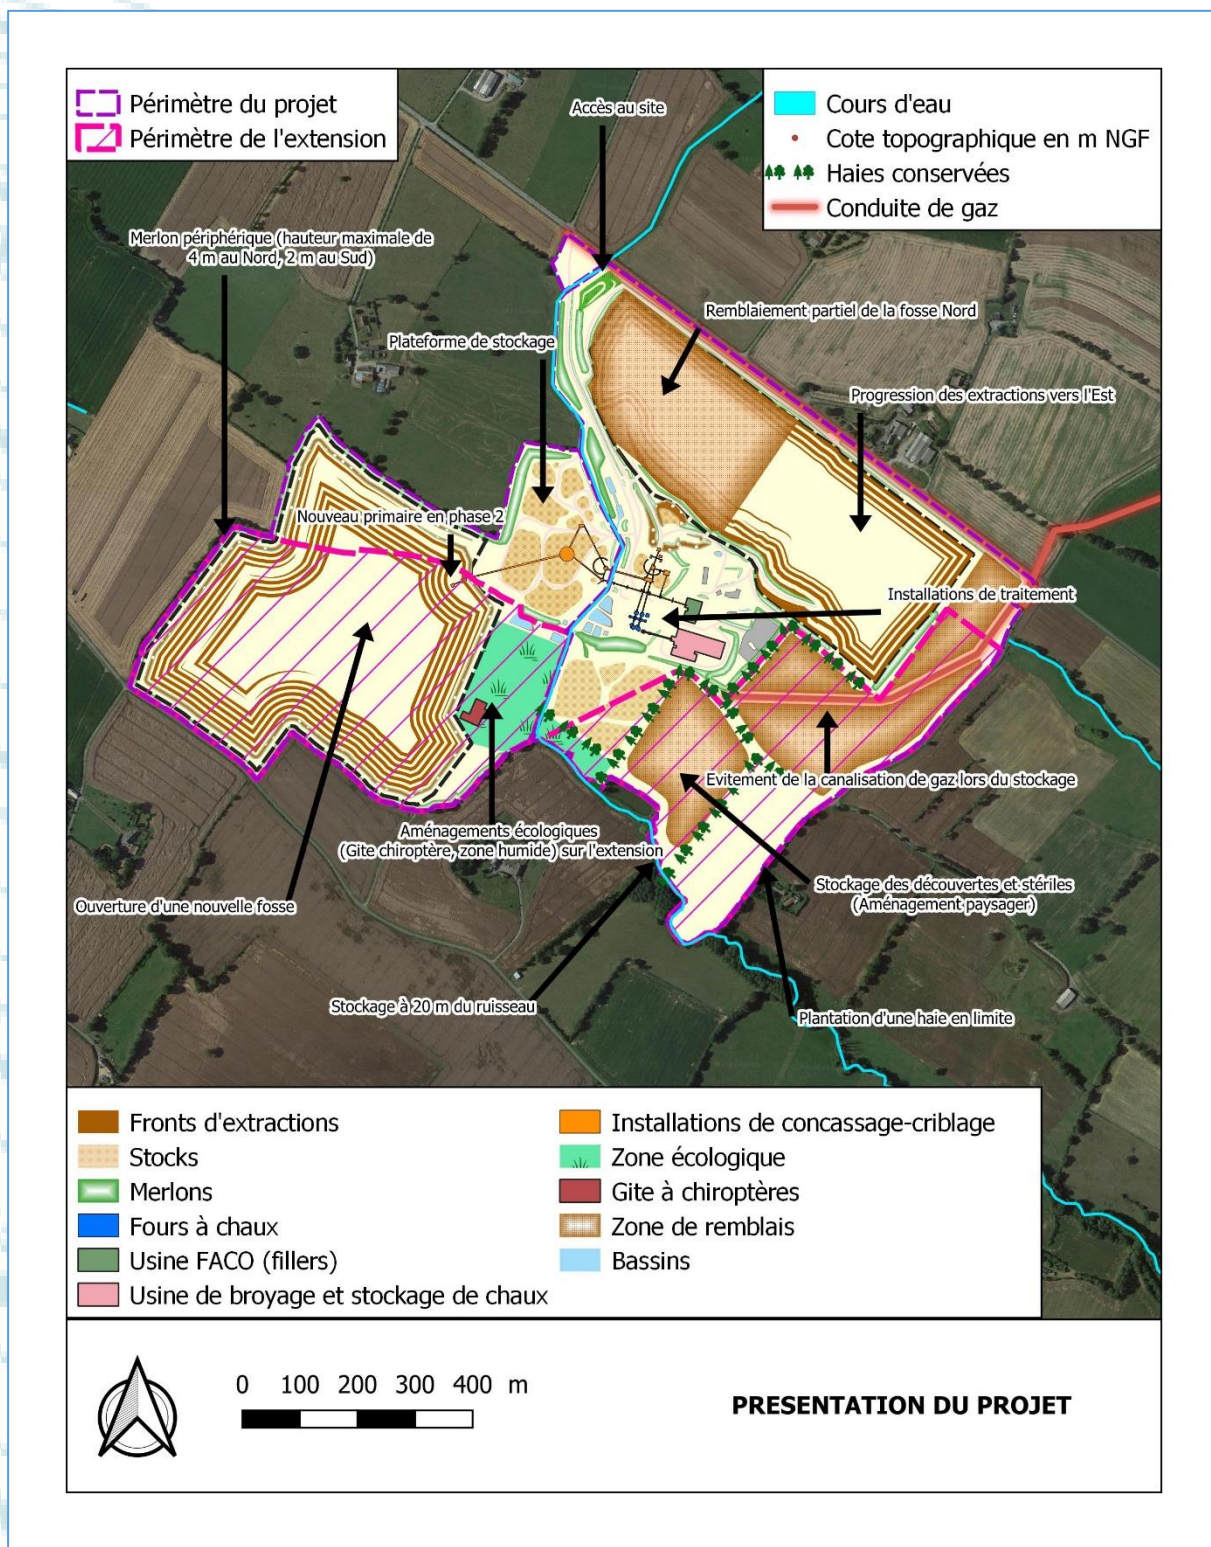 Périmètre du projet
Périmètre de l'extension
Cours d'eau
Cote topographique en m NGF
Haies conservées
Conduite de gaz
Accès au site
Merlon périphérique (hauteur maximale de
4 m au Nord, 2 m au Sud)
Remblaiement partiel de la fosse Nord
Plateforme de stockage
Progression des extractions vers l'Est
Nouveau primaire en phase 2
Installations de traitement
Evitement de la canalisation de gaz lors du stockage
Aménagements écologiques
(Gite chiroptère, zone humide) sur l'extension
Stockage des découvertes et stériles
(Aménagement paysager)
Ouverture d'une nouvelle fosse
Stockage à 20 m du ruisseau
Plantation d'une haie en limite
Fronts d'extractions
Stocks
Merlons
Fours à chaux
Usine FACO (fillers)
Usine de broyage et stockage de chaux
Installations de concassage-criblage
Zone écologique
Gite à chiroptères
Zone de remblais
Bassins
0 100 200 300 400 m
PRESENTATION DU PROJET